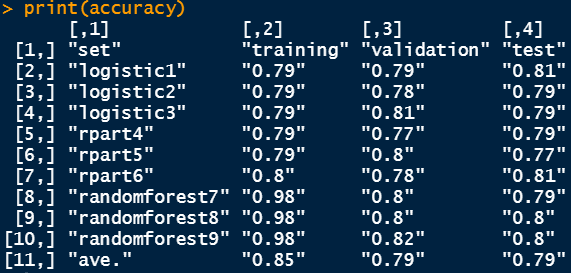 > print(accuracy)
[,1] [,2] [,3] [,4]
[1,] "set" "training" "validation" "test"
[2,] "logistic1" "0.79" "0.79" "0.81"
[3,] "logistic2" "0.79" "0.78" "0.79"
[4,] "logistic3" "0.79" "0.81" "0.79"
[5,] "rpart4" "0.79" "0.77" "0.79"
[6,] "rpart5" "0.79" "0.8" "0.77"
[7,] "rpart6" "0.8" "0.78" "0.81"
[8,] "randomforest7" "0.98" "0.8" "0.79"
[9,] "randomforest8" "0.98" "0.8" "0.8"
[10,] "randomforest9" "0.98" "0.82" "0.8"
[11,] "ave." "0.85" "0.79" "0.79"